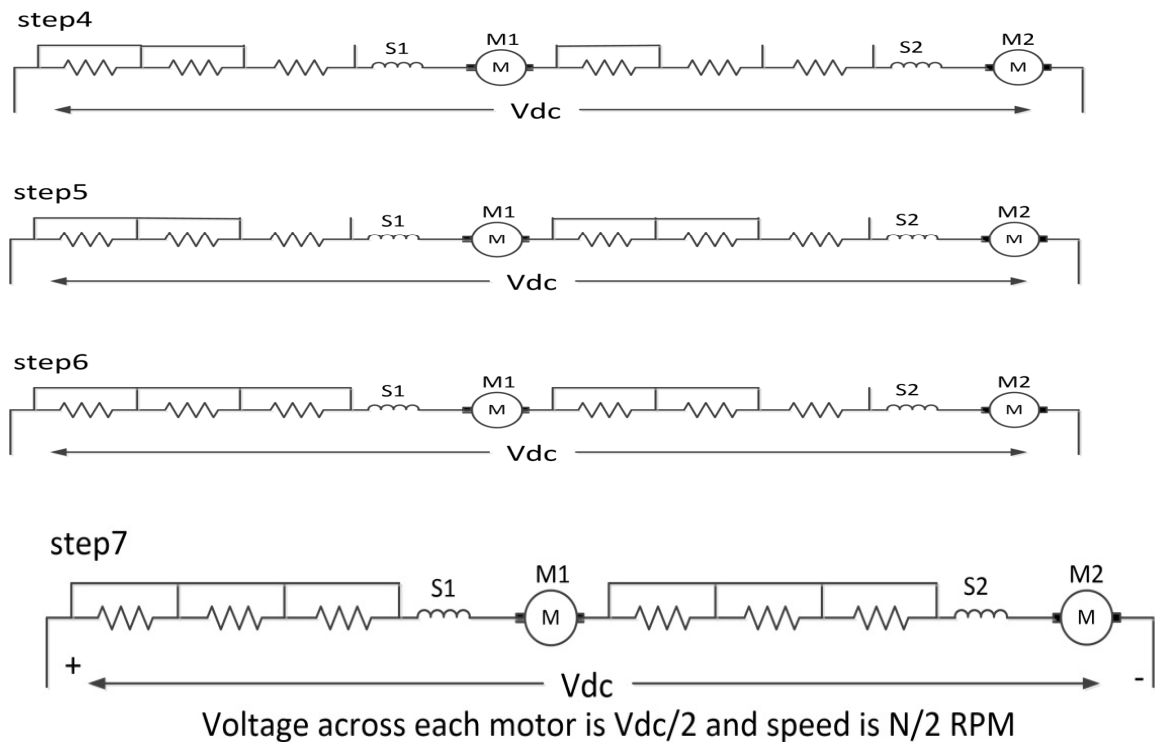 step4
S1 M1 S2 M2
M M
Vdc
step5
S1 M1 S2 M2
M M
Vdc
step6
S1 M1 S2 M2
M M
Vdc
step7
S1 M1 S2 M2
M M
+ Vdc -
Voltage across each motor is Vdc/2 and speed is N/2 RPM